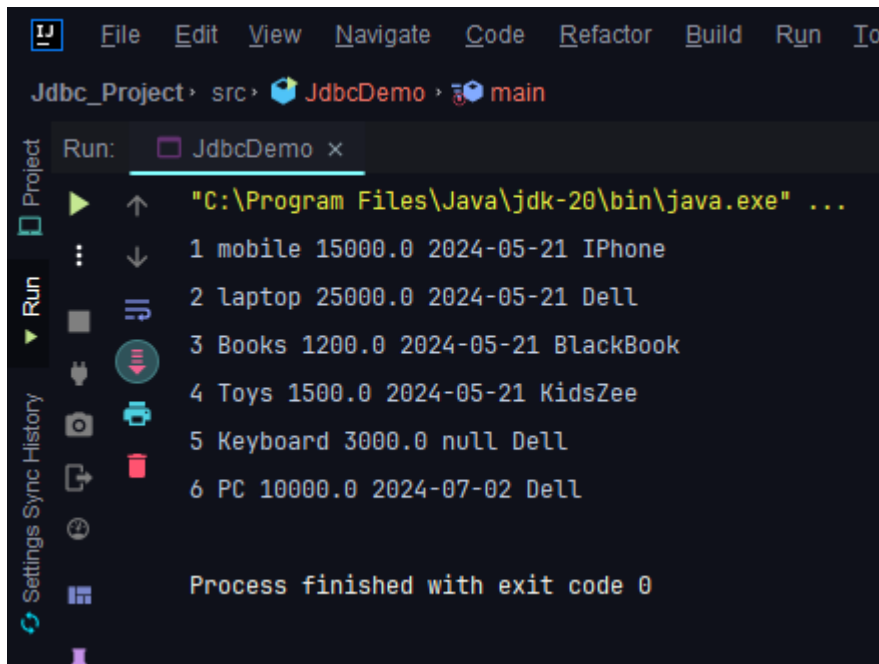 IJ File Edit View Navigate Code Refactor Build Run To
Jdbc_Project › src › JdbcDemo › main
Run: JdbcDemo ×
Project
Run
Settings Sync History
"C:\Program Files\Java\jdk-20\bin\java.exe" ...
1 mobile 15000.0 2024-05-21 IPhone
2 laptop 25000.0 2024-05-21 Dell
3 Books 1200.0 2024-05-21 BlackBook
4 Toys 1500.0 2024-05-21 KidsZee
5 Keyboard 3000.0 null Dell
6 PC 10000.0 2024-07-02 Dell
Process finished with exit code 0